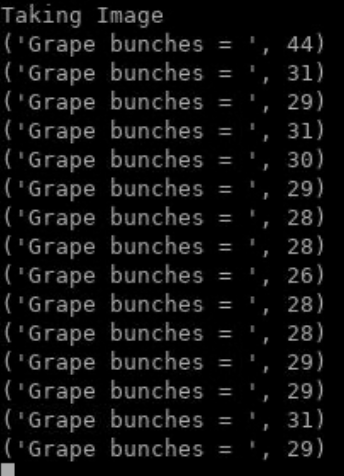 Taking Image
('Grape bunches = ', 44)
('Grape bunches = ', 31)
('Grape bunches = ', 29)
('Grape bunches = ', 31)
('Grape bunches = ', 30)
('Grape bunches = ', 29)
('Grape bunches = ', 28)
('Grape bunches = ', 28)
('Grape bunches = ', 26)
('Grape bunches = ', 28)
('Grape bunches = ', 28)
('Grape bunches = ', 29)
('Grape bunches = ', 29)
('Grape bunches = ', 31)
('Grape bunches = ', 29)